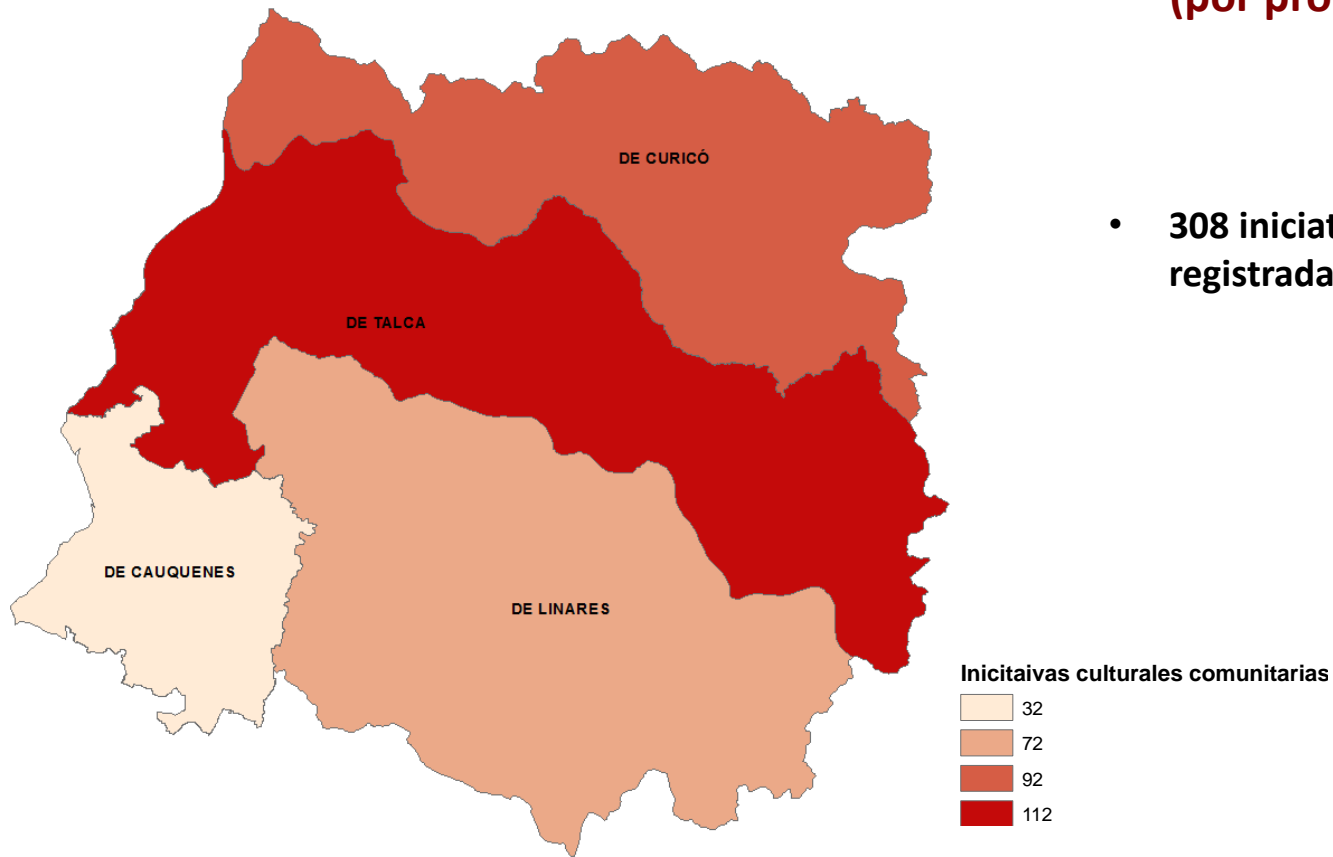 (por pro
• 308 iniciat
registrada
DE CURICÓ
DE TALCA
DE CAUQUENES
DE LINARES
Inicitaivas culturales comunitarias
32
72
92
112